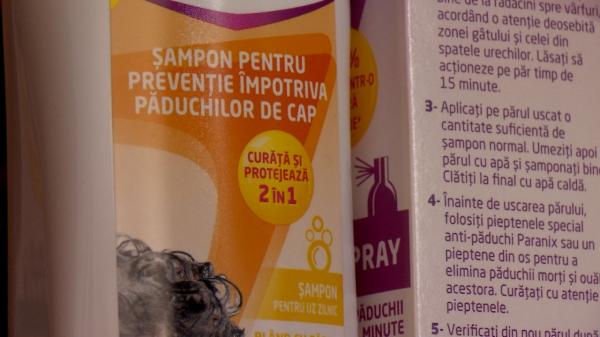 ȘAMPON PENTRU
PREVENȚIE ÎMPOTRIVA
PĂDUCHILOR DE CAP
CURĂȚĂ ȘI
PROTEJEAZĂ
2 ÎN 1
ȘAMPON
PENTRU UZ ZILNIC
%
NTR-O
PRAY
PĂDUCHII
MINUTE
de la rădăcini spre vârfuri,
acordând o atenție deosebită
zonei gâtului și celei din
spatele urechilor. Lăsați să
acționeze pe păr timp de
15 minute.
3- Aplicați pe părul uscat o
cantitate suficientă de
șampon normal. Umeziți apoi
părul cu apă și șamponați bine
Clătiți la final cu apă caldă.
4- Înainte de uscarea părului,
folosiți pieptenele special
anti-păduchi Paranix sau un
pieptene din os pentru a
elimina păduchii morți și ouăl
acestora. Curățați cu atenție
pieptenele.
5- Verificați din nou părul după